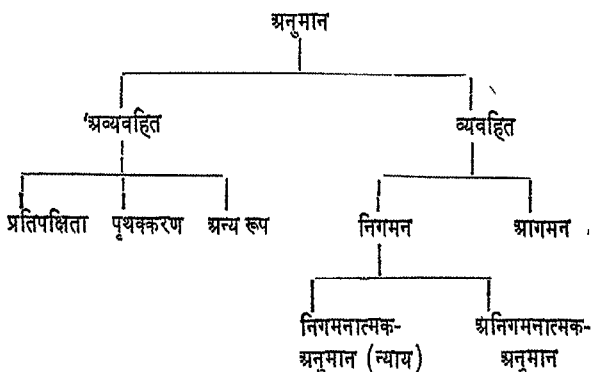 अनुमान
अव्यवहित व्यवहित
प्रतिपक्षिता पृथक्करण अन्य रूप निगमन आगमन
निगमनात्मक- अनिगमनात्मक-
अनुमान (न्याय) अनुमान